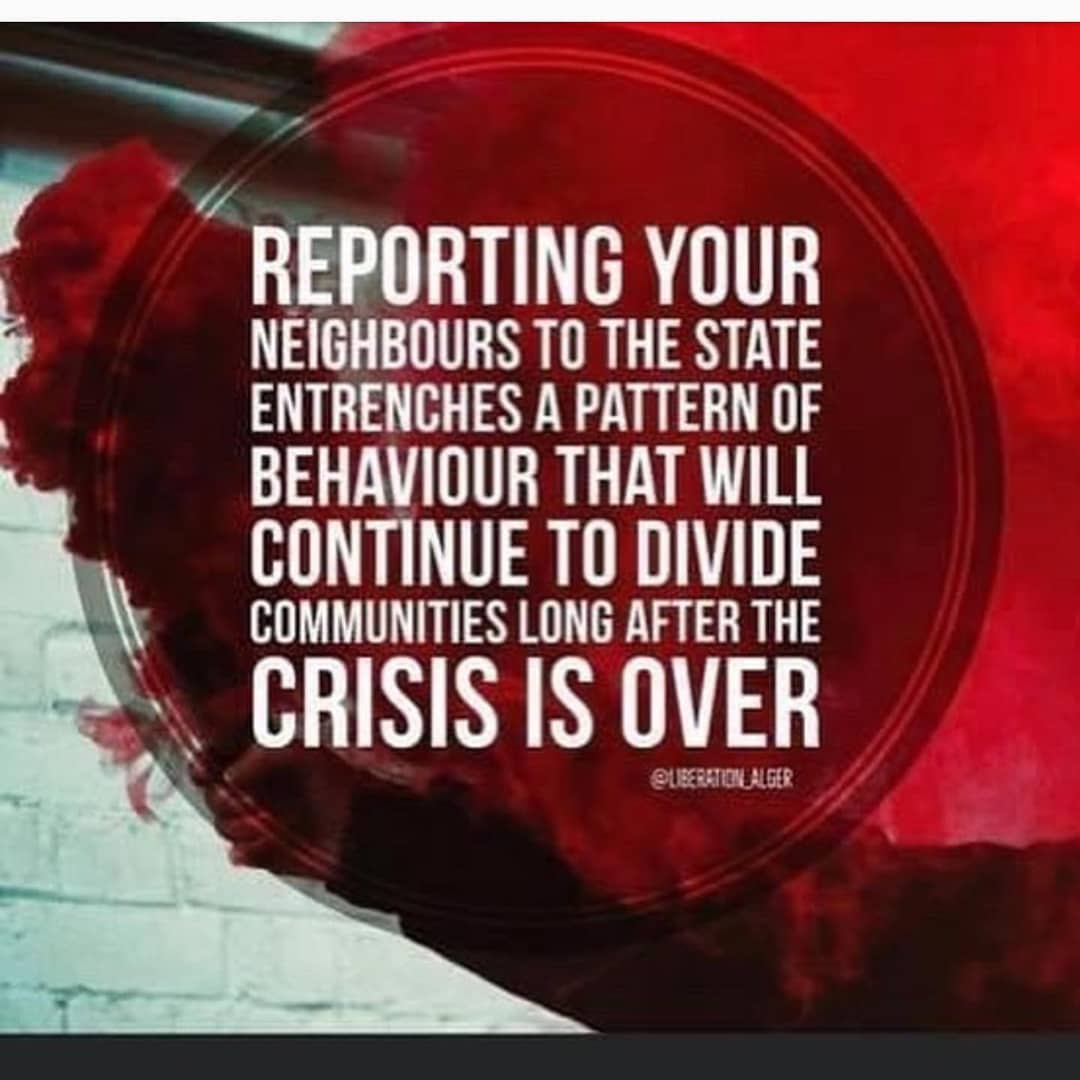 REPORTING YOUR
NEIGHBOURS TO THE STATE
ENTRENCHES A PATTERN OF
BEHAVIOUR THAT WILL
CONTINUE TO DIVIDE
COMMUNITIES LONG AFTER THE
CRISIS IS OVER
@LIBERATION_ALGER